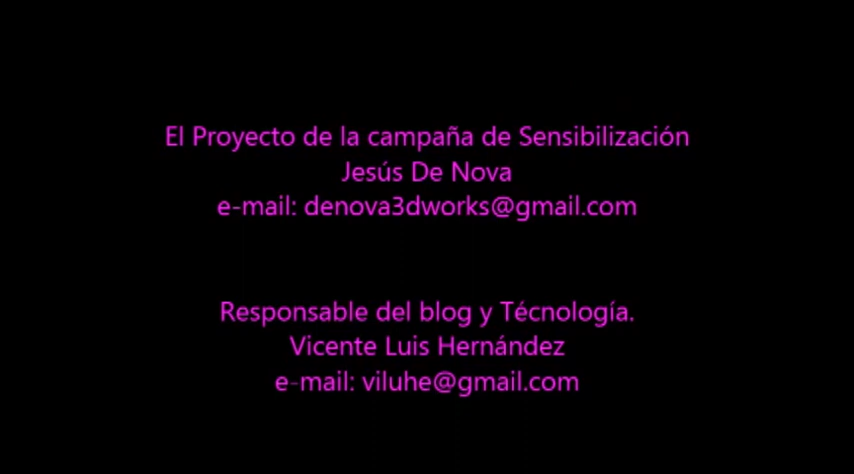 El Proyecto de la campaña de Sensibilización
Jesús De Nova
e-mail: denova3dworks@gmail.com
Responsable del blog y Técnología.
Vicente Luis Hernández
e-mail: viluhe@gmail.com